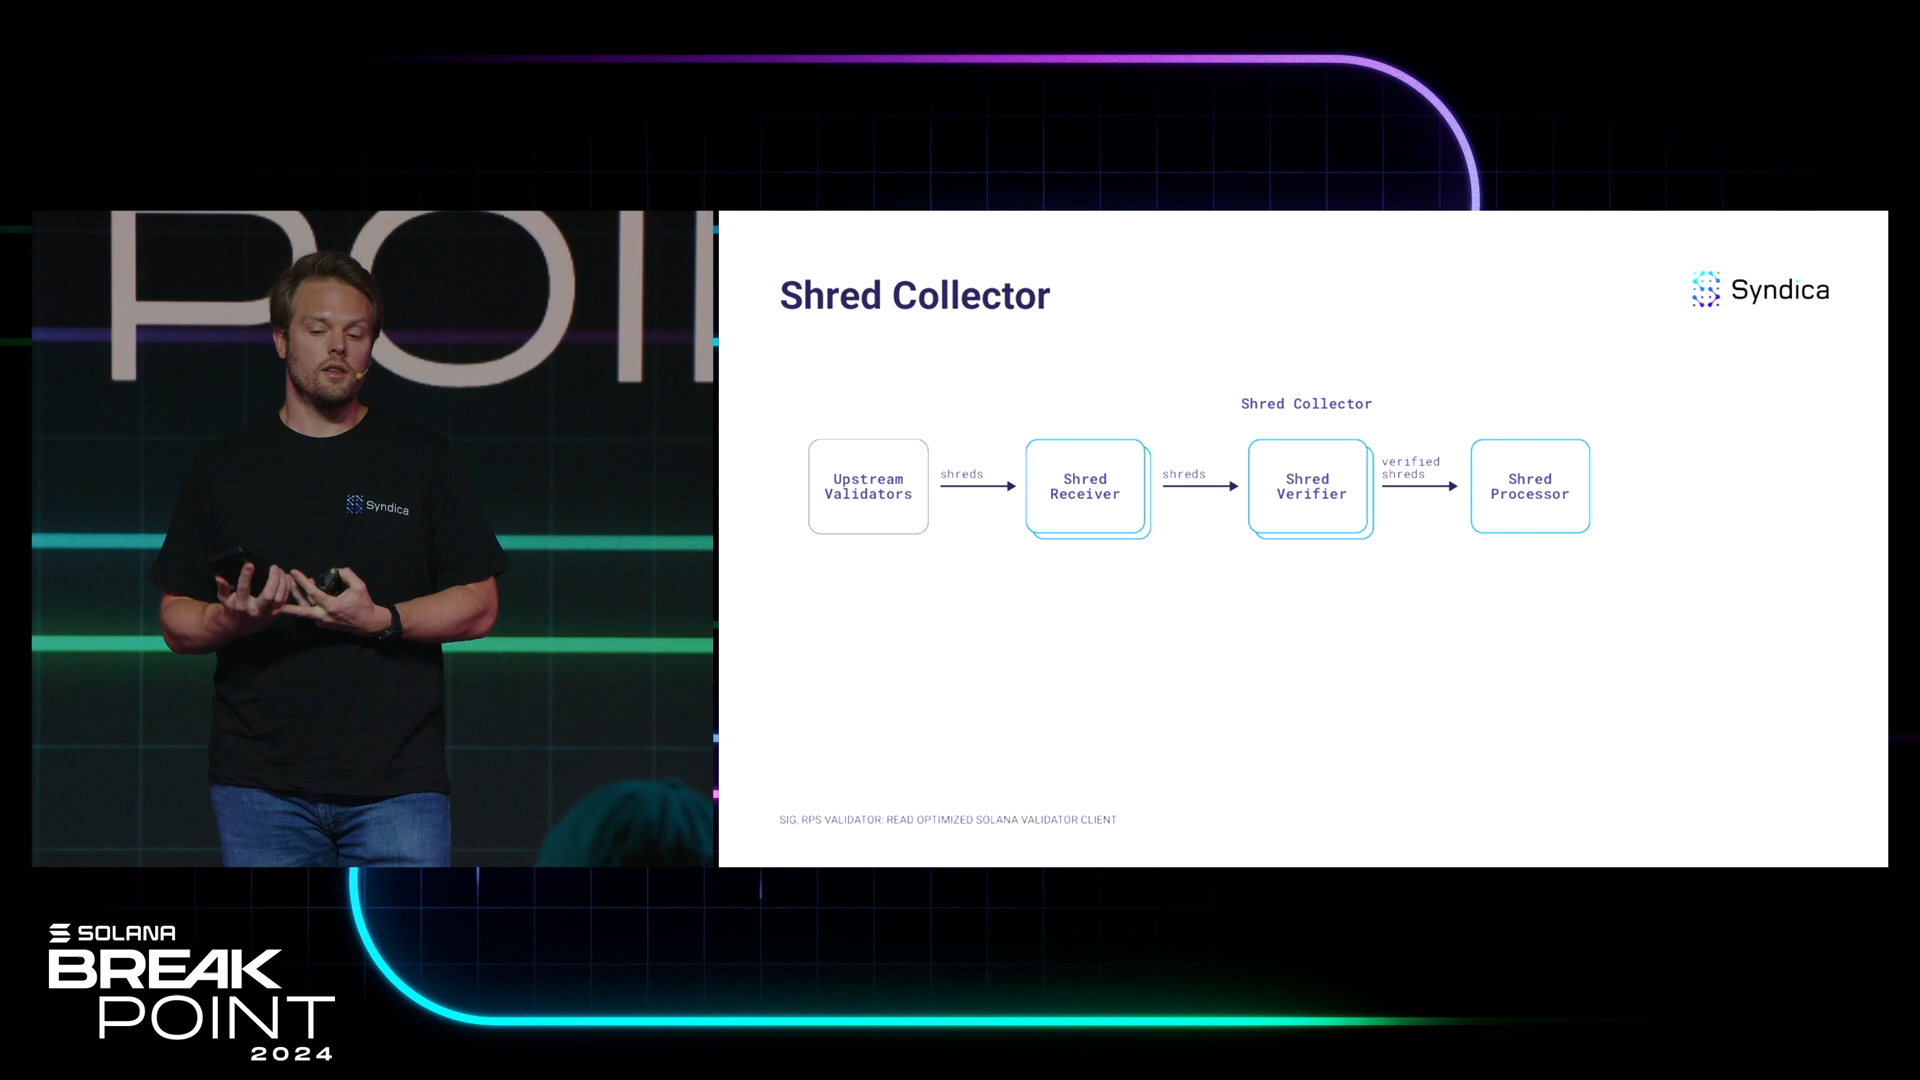 POI
Syndica
Shred Collector
Syndica
Shred Collector
Upstream
Validators
shreds
Shred
Receiver
shreds
Shred
Verifier
verified
shreds
Shred
Processor
SIG, RPS VALIDATOR: READ OPTIMIZED SOLANA VALIDATOR CLIENT
SOLANA
BREAK
POINT
2024